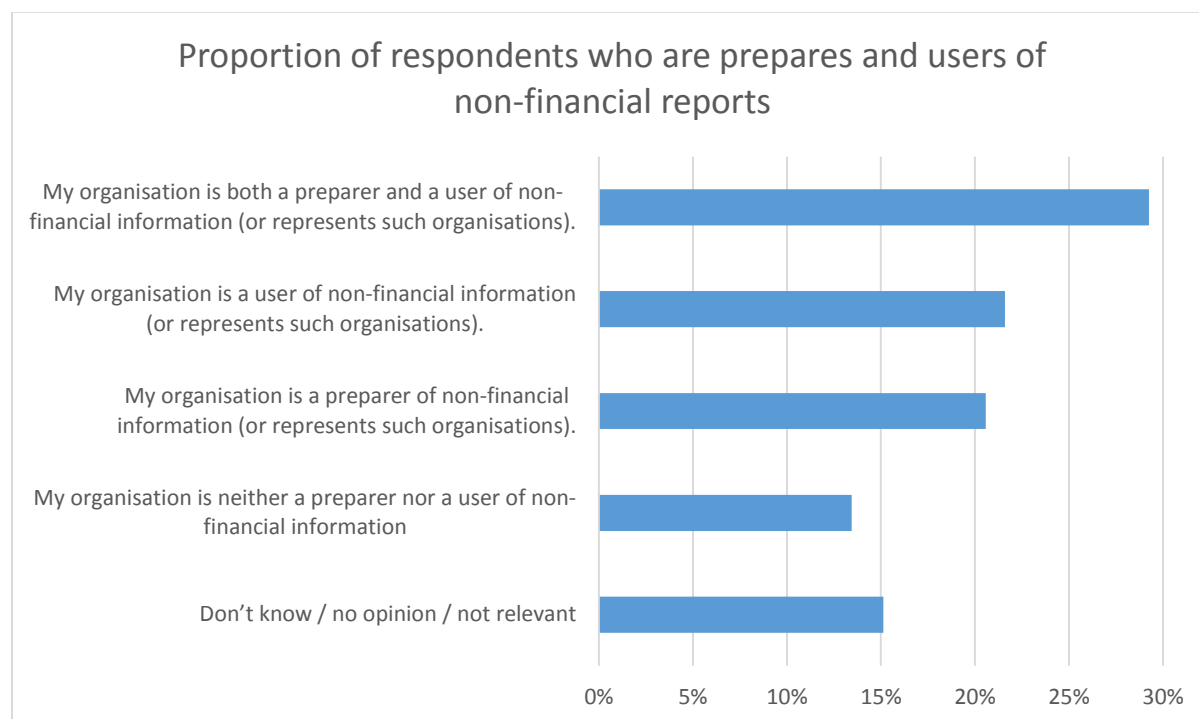 Proportion of respondents who are prepares and users of
non-financial reports
My organisation is both a preparer and a user of non-
financial information (or represents such organisations).
My organisation is a user of non-financial information
(or represents such organisations).
My organisation is a preparer of non-financial
information (or represents such organisations).
My organisation is neither a preparer nor a user of non-
financial information
Don’t know / no opinion / not relevant
0% 5% 10% 15% 20% 25% 30%